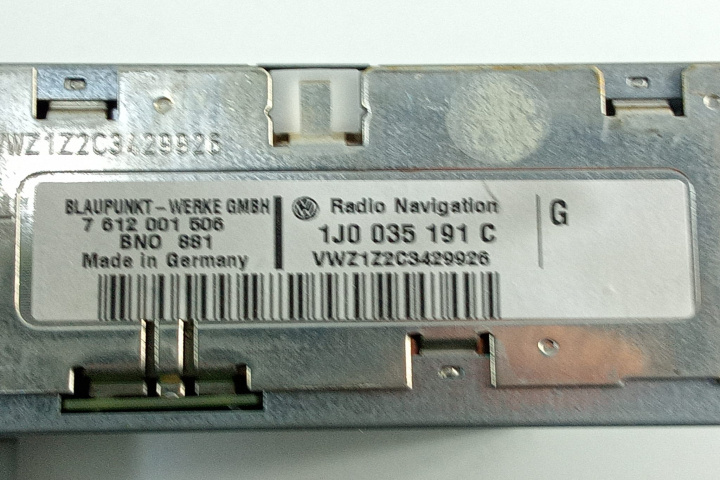 VWZ1Z2C3429926
BLAUPUNKT-WERKE GMBH
7 612 001 506
BNO 881
Made in Germany
Radio Navigation
1J0 035 191 C
VWZ1Z2C3429926
G